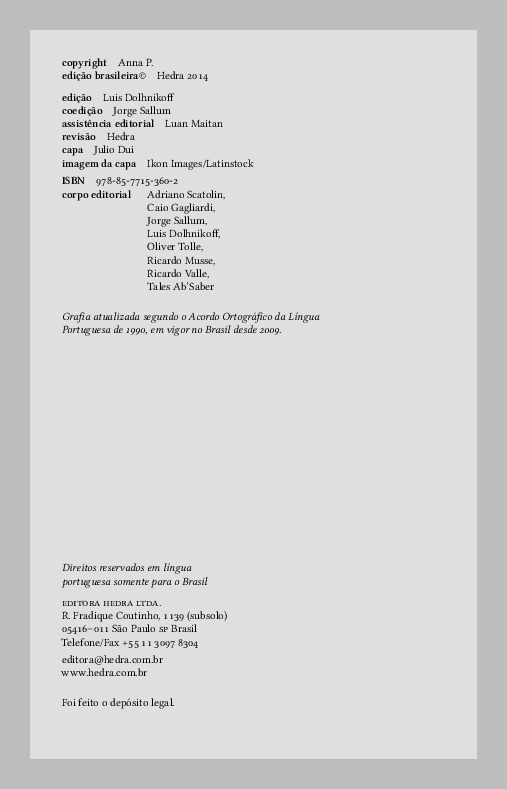 copyright Anna P.
edição brasileira© Hedra 2014
edição Luis Dolhnikoff
coedição Jorge Sallum
assistência editorial Luan Maitan
revisão Hedra
capa Julio Dui
imagem da capa Ikon Images/Latinstock
ISBN 978-85-7715-360-2
corpo editorial Adriano Scatolin,
Caio Gagliardi,
Jorge Sallum,
Luis Dolhnikoff,
Oliver Tolle,
Ricardo Musse,
Ricardo Valle,
Tales Ab’Saber
Grafia atualizada segundo o Acordo Ortográfico da Língua
Portuguesa de 1990, em vigor no Brasil desde 2009.
Direitos reservados em língua
portuguesa somente para o Brasil
EDITORA HEDRA LTDA.
R. Fradique Coutinho, 1139 (subsolo)
05416–011 São Paulo SP Brasil
Telefone/Fax +55 11 3097 8304
editora@hedra.com.br
www.hedra.com.br
Foi feito o depósito legal.